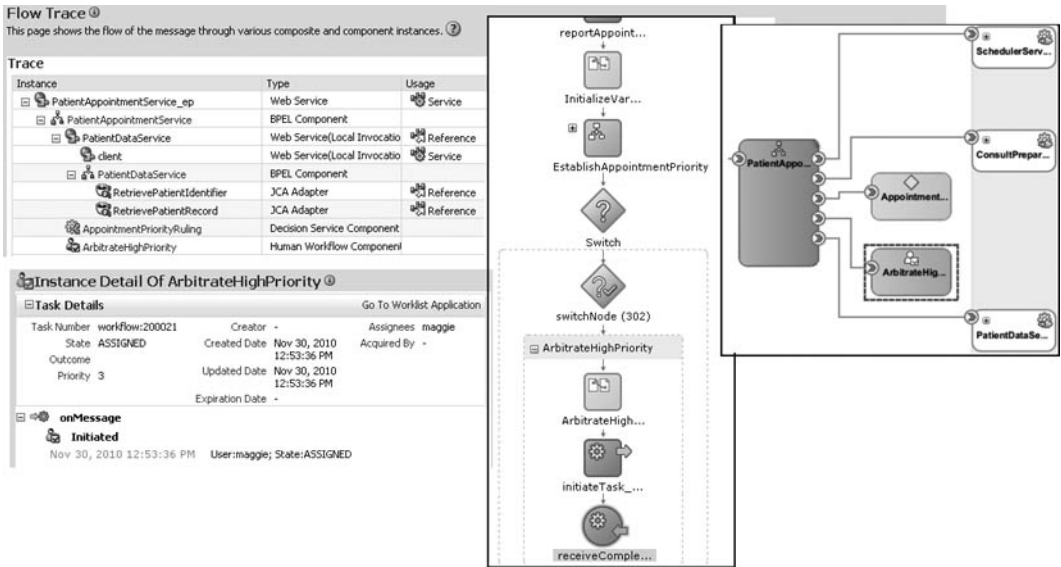 Flow Trace
This page shows the flow of the message through various composite and component instances.
Trace
Instance Type Usage
PatientAppointmentService_ep Web Service Service
PatientAppointmentService BPEL Component
PatientDataService Web Service(Local Invocatio Reference
client Web Service(Local Invocatio Service
PatientDataService BPEL Component
RetrievePatientIdentifier JCA Adapter Reference
RetrievePatientRecord JCA Adapter Reference
AppointmentPriorityRuling Decision Service Component
ArbitrateHighPriority Human Workflow Component
Instance Detail Of ArbitrateHighPriority
Task Details Go To Worklist Application
Task Number workflow:200021 Creator - Assignees maggie
State ASSIGNED Created Date Nov 30, 2010 Acquired By -
12:53:36 PM
Outcome
Updated Date Nov 30, 2010
Priority 3
12:53:36 PM
Expiration Date -
onMessage
Initiated
Nov 30, 2010 12:53:36 PM User:maggie; State:ASSIGNED
reportAppoint...
InitializeVar...
EstablishAppointmentPriority
Switch
switchNode (302)
ArbitrateHighPriority
ArbitrateHigh...
initiateTask_...
receiveComple...
SchedulerServ...
PatientAppo...
ConsultPrepar...
Appointment...
ArbitrateHig...
PatientDataSe...